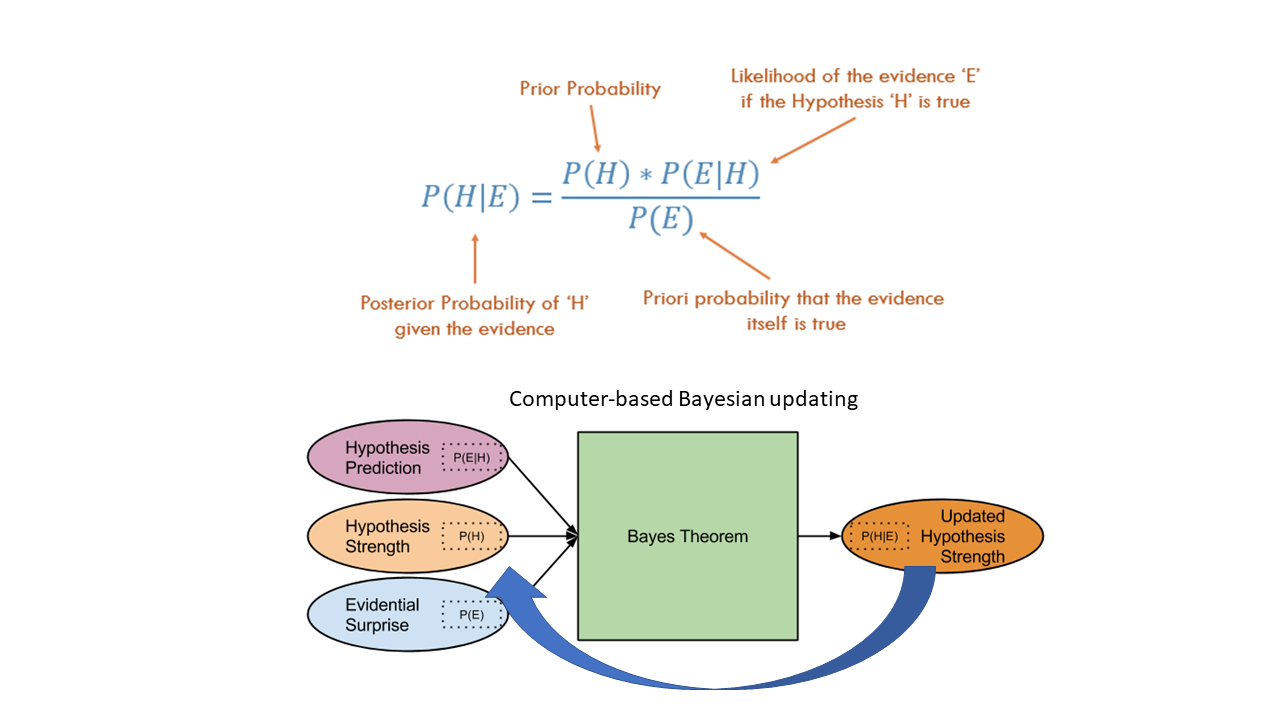 Prior Probability
Likelihood of the evidence ‘E’
if the Hypothesis ‘H’ is true
P(H|E) = P(H) ∗ P(E|H)
P(E)
Posterior Probability of ‘H’
given the evidence
Priori probability that the evidence
itself is true
Computer-based Bayesian updating
Hypothesis
Prediction
P(E|H)
Hypothesis
Strength
P(H)
Evidential
Surprise
P(E)
Bayes Theorem
P(H|E)
Updated
Hypothesis
Strength